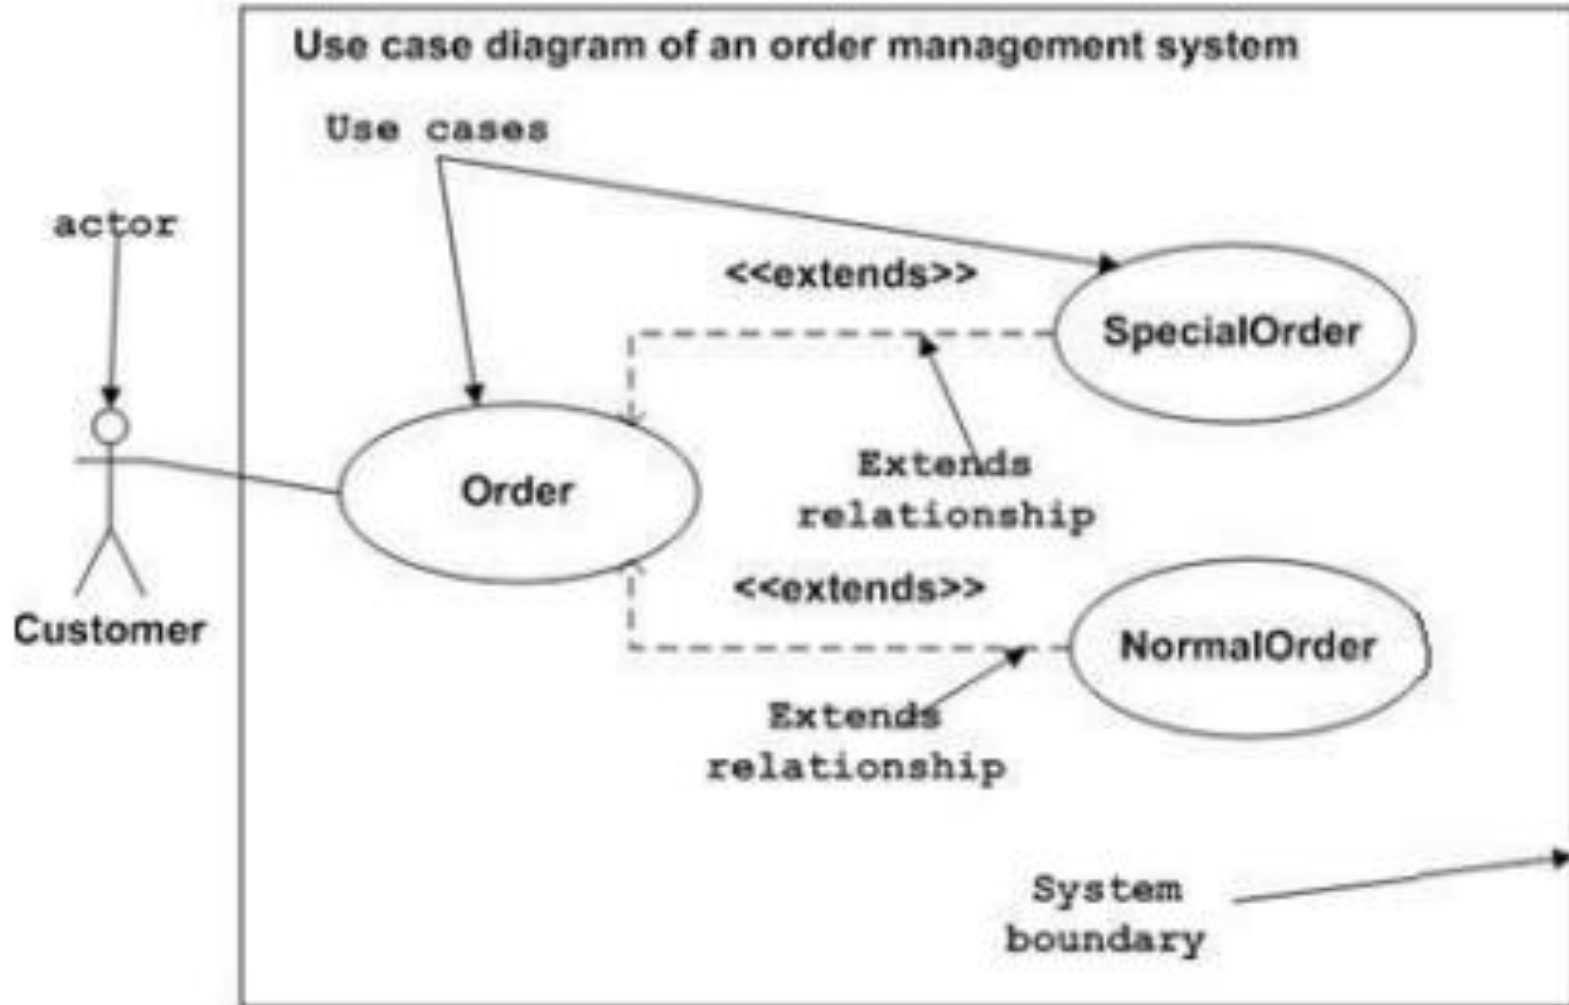 Use case diagram of an order management system
Use cases
actor
<<extends>>
SpecialOrder
Extends
relationship
Order
<<extends>>
Customer
NormalOrder
Extends
relationship
System
boundary